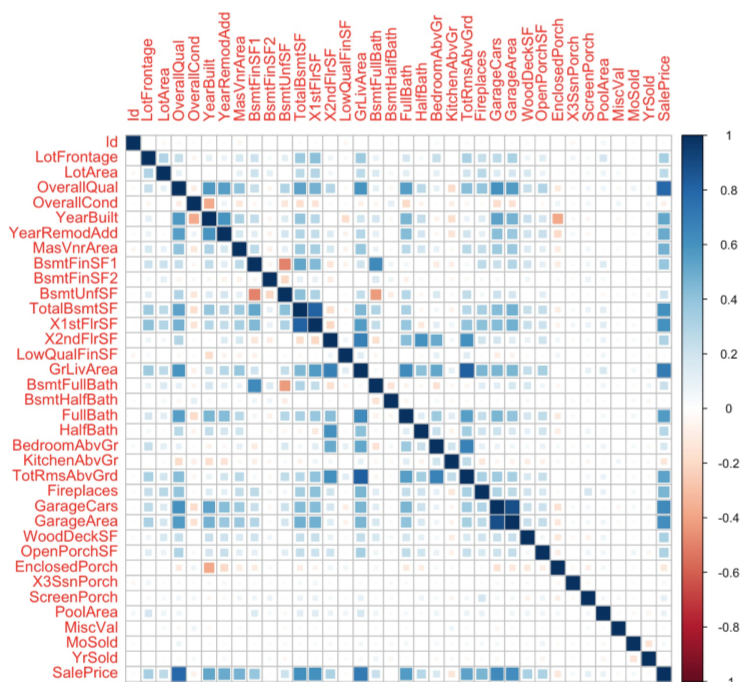 Id
LotFrontage
LotArea
OverallQual
OverallCond
YearBuilt
YearRemodAdd
MasVnrArea
BsmtFinSF1
BsmtFinSF2
BsmtUnfSF
TotalBsmtSF
X1stFlrSF
X2ndFlrSF
LowQualFinSF
GrLivArea
BsmtFullBath
BsmtHalfBath
FullBath
HalfBath
BedroomAbvGr
KitchenAbvGr
TotRmsAbvGrd
Fireplaces
GarageCars
GarageArea
WoodDeckSF
OpenPorchSF
EnclosedPorch
X3SsnPorch
ScreenPorch
PoolArea
MiscVal
MoSold
YrSold
SalePrice
Id
LotFrontage
LotArea
OverallQual
OverallCond
YearBuilt
YearRemodAdd
MasVnrArea
BsmtFinSF1
BsmtFinSF2
BsmtUnfSF
TotalBsmtSF
X1stFlrSF
X2ndFlrSF
LowQualFinSF
GrLivArea
BsmtFullBath
BsmtHalfBath
FullBath
HalfBath
BedroomAbvGr
KitchenAbvGr
TotRmsAbvGrd
Fireplaces
GarageCars
GarageArea
WoodDeckSF
OpenPorchSF
EnclosedPorch
X3SsnPorch
ScreenPorch
PoolArea
MiscVal
MoSold
YrSold
SalePrice
1
0.8
0.6
0.4
0.2
0
-0.2
-0.4
-0.6
-0.8
-1